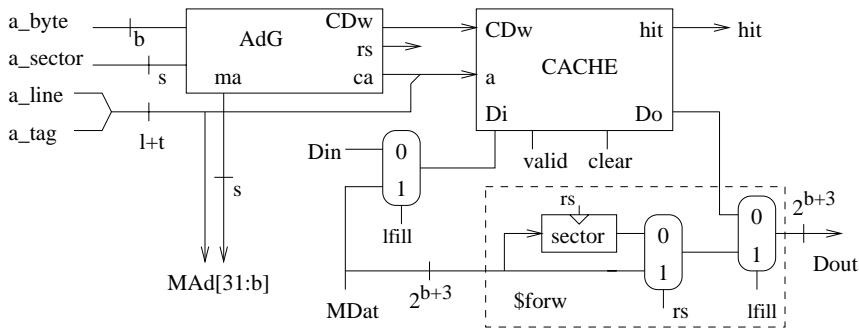 a_byte
b
AdG
CDw
rs
CDw
hit
hit
a_sector
s
ma
ca
a
CACHE
a_line
a_tag
l+t
Di
Do
Din
0
1
valid
clear
s
lfill
rs
sector
0
1
0
1
2^{b+3}
Dout
MAd[31:b]
MDat
2^{b+3}
$forw
rs
lfill